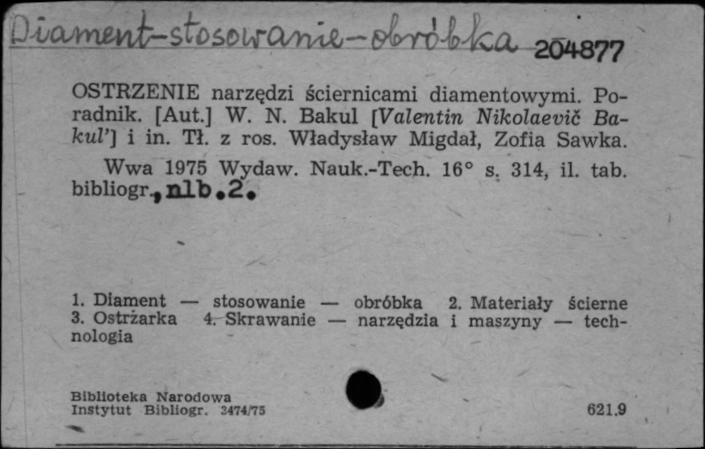 Diament-stosowanie-obróbka 204877
OSTRZENIE narzędzi ściernicami diamentowymi. Po-
radnik. [Aut.] W. N. Bakul [Valentin Nikolaevič Ba-
kul’] i in. Tł. z ros. Władysław Migdał, Zofia Sawka.
Wwa 1975 Wydaw. Nauk.-Tech. 16° s. 314, il. tab.
bibliogr., nlb.2.
1. Diament — stosowanie — obróbka 2. Materiały ścierne
3. Ostrzarka 4. Skrawanie — narzędzia i maszyny — tech-
nologia
Biblioteka Narodowa
Instytut Bibliogr. 3474/75 621.9